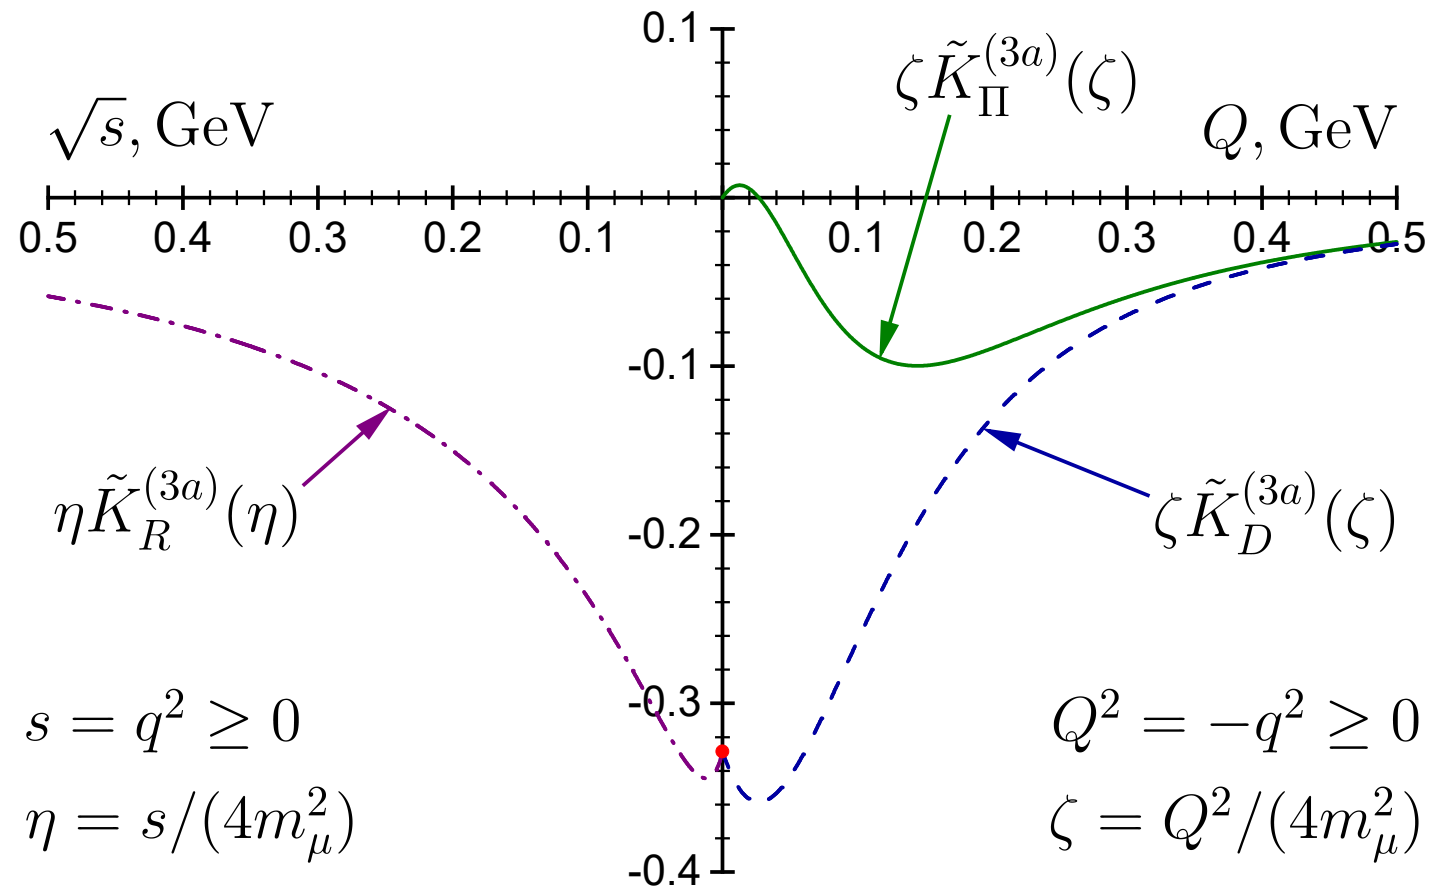 0.1
ζK̃_Π^{(3a)}(ζ)
√s, GeV
Q, GeV
0.5 0.4 0.3 0.2 0.1 0.1 0.2 0.3 0.4 0.5
-0.1
ηK̃_R^{(3a)}(η)
ζK̃_D^{(3a)}(ζ)
-0.2
-0.3
s = q² ≥ 0
Q² = −q² ≥ 0
η = s/(4m_μ²)
ζ = Q²/(4m_μ²)
-0.4